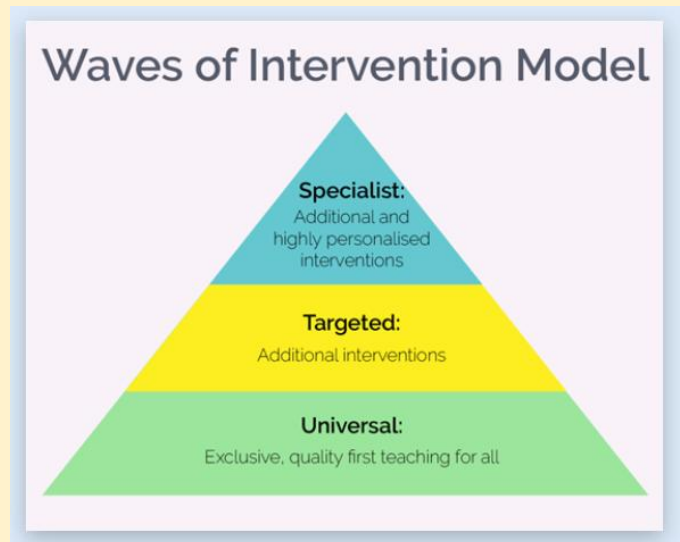 Waves of Intervention Model
Specialist:
Additional and
highly personalised
interventions
Targeted:
Additional interventions
Universal:
Exclusive, quality first teaching for all